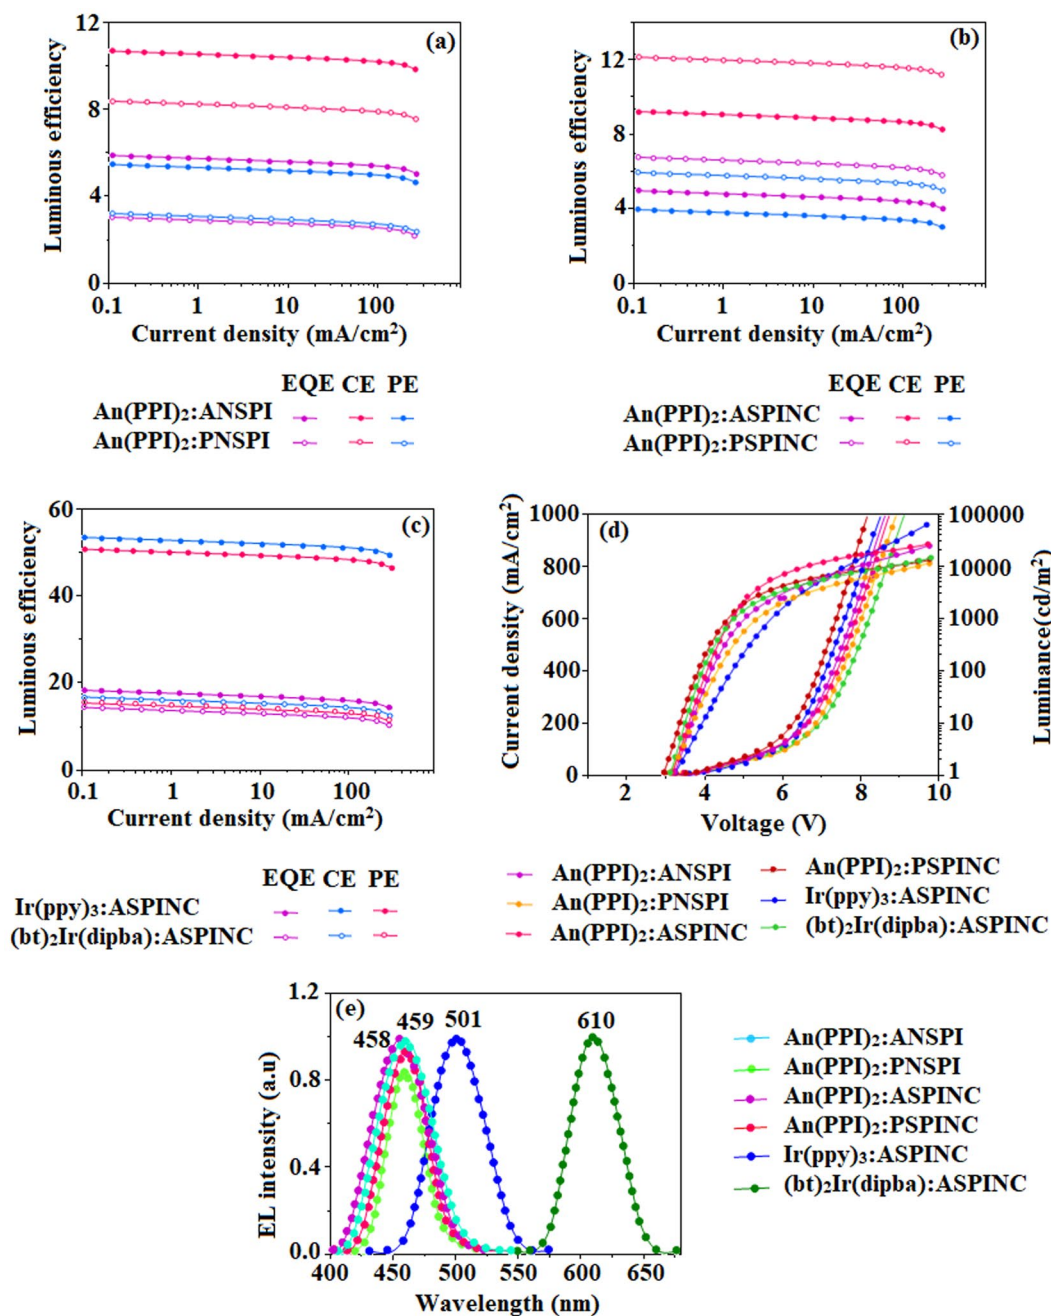 (a)
12
8
4
0
Luminous efficiency
0.1 1 10 100
Current density (mA/cm²)
EQE CE PE
An(PPI)₂:ANSPI
An(PPI)₂:PNSPI
(b)
12
8
4
0
Luminous efficiency
0.1 1 10 100
Current density (mA/cm²)
EQE CE PE
An(PPI)₂:ASPINC
An(PPI)₂:PSPINC
(c)
60
40
20
0
Luminous efficiency
0.1 1 10 100
Current density (mA/cm²)
EQE CE PE
Ir(ppy)₃:ASPINC
(bt)₂Ir(dipba):ASPINC
(d)
1000
800
600
400
200
0
Current density (mA/cm²)
100000
10000
1000
100
10
1
Luminance(cd/m²)
2 4 6 8 10
Voltage (V)
An(PPI)₂:ANSPI
An(PPI)₂:PNSPI
An(PPI)₂:ASPINC
An(PPI)₂:PSPINC
Ir(ppy)₃:ASPINC
(bt)₂Ir(dipba):ASPINC
(e)
1.2
0.8
0.4
0.0
EL intensity (a.u)
458 459 501 610
400 450 500 550 600 650
Wavelength (nm)
An(PPI)₂:ANSPI
An(PPI)₂:PNSPI
An(PPI)₂:ASPINC
An(PPI)₂:PSPINC
Ir(ppy)₃:ASPINC
(bt)₂Ir(dipba):ASPINC